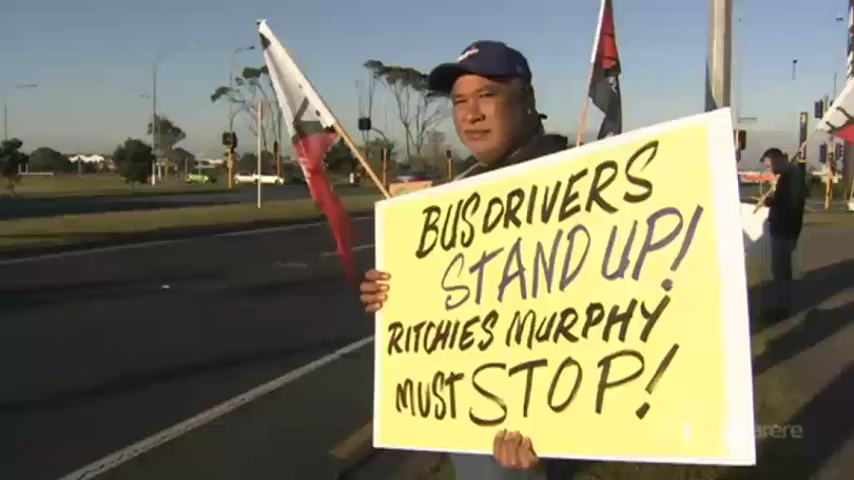 BUS DRIVERS
STAND UP!
RITCHIES MURPHY
MUST STOP!